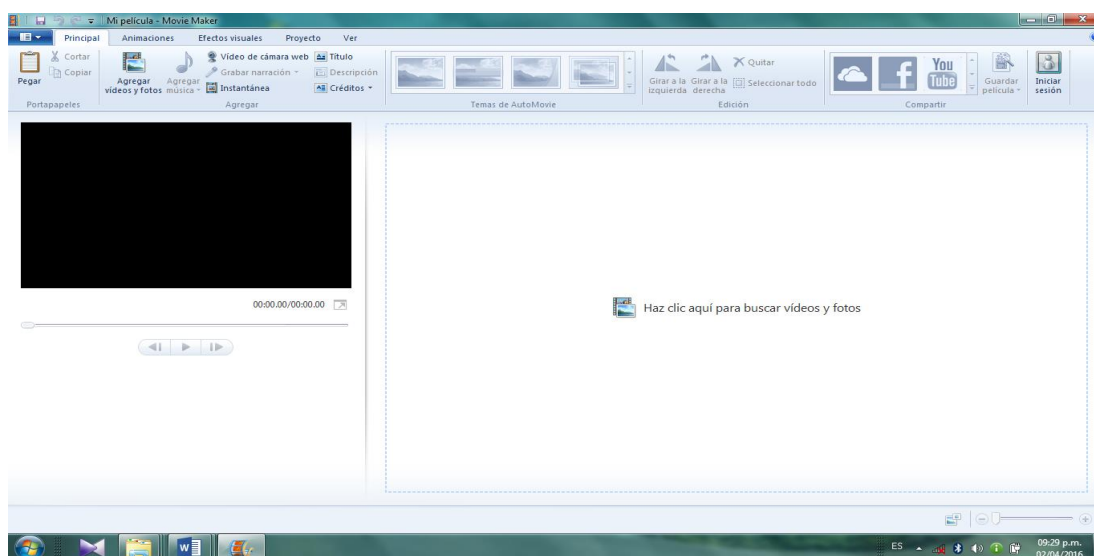 Mi película - Movie Maker
Principal Animaciones Efectos visuales Proyecto Ver
Pegar
Cortar
Copiar
Portapapeles
Agregar vídeos y fotos
Agregar música
Vídeo de cámara web
Grabar narración
Instantánea
Título
Descripción
Créditos
Agregar
Temas de AutoMovie
Girar a la izquierda
Girar a la derecha
Quitar
Seleccionar todo
Edición
f
You Tube
Compartir
Guardar película
Iniciar sesión
00:00.00/00:00.00
Haz clic aquí para buscar vídeos y fotos
W
ES
09:29 p.m.
02/04/2016